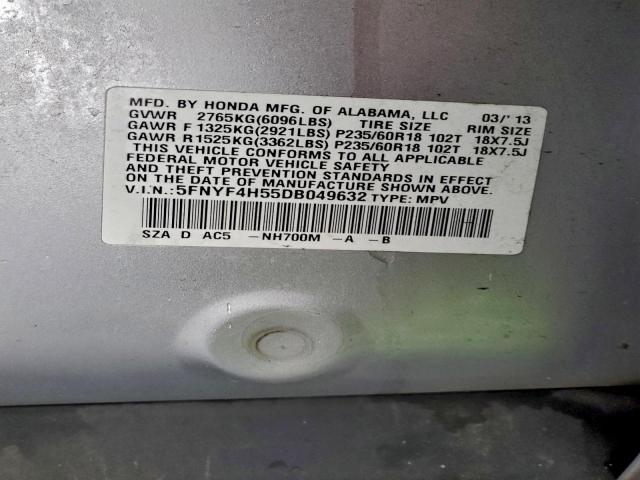 MFD. BY HONDA MFG. OF ALABAMA, LLC 03/'13
GVWR 2765KG(6096LBS) TIRE SIZE RIM SIZE
GAWR F 1325KG(2921LBS) P235/60R18 102T 18X7.5J
GAWR R 1525KG(3362LBS) P235/60R18 102T 18X7.5J
THIS VEHICLE CONFORMS TO ALL APPLICABLE
FEDERAL MOTOR VEHICLE SAFETY
AND THEFT PREVENTION STANDARDS IN EFFECT
ON THE DATE OF MANUFACTURE SHOWN ABOVE.
V.I.N.:5FNYF4H55DB049632 TYPE: MPV
SZA D AC5 -NH700M -A -B